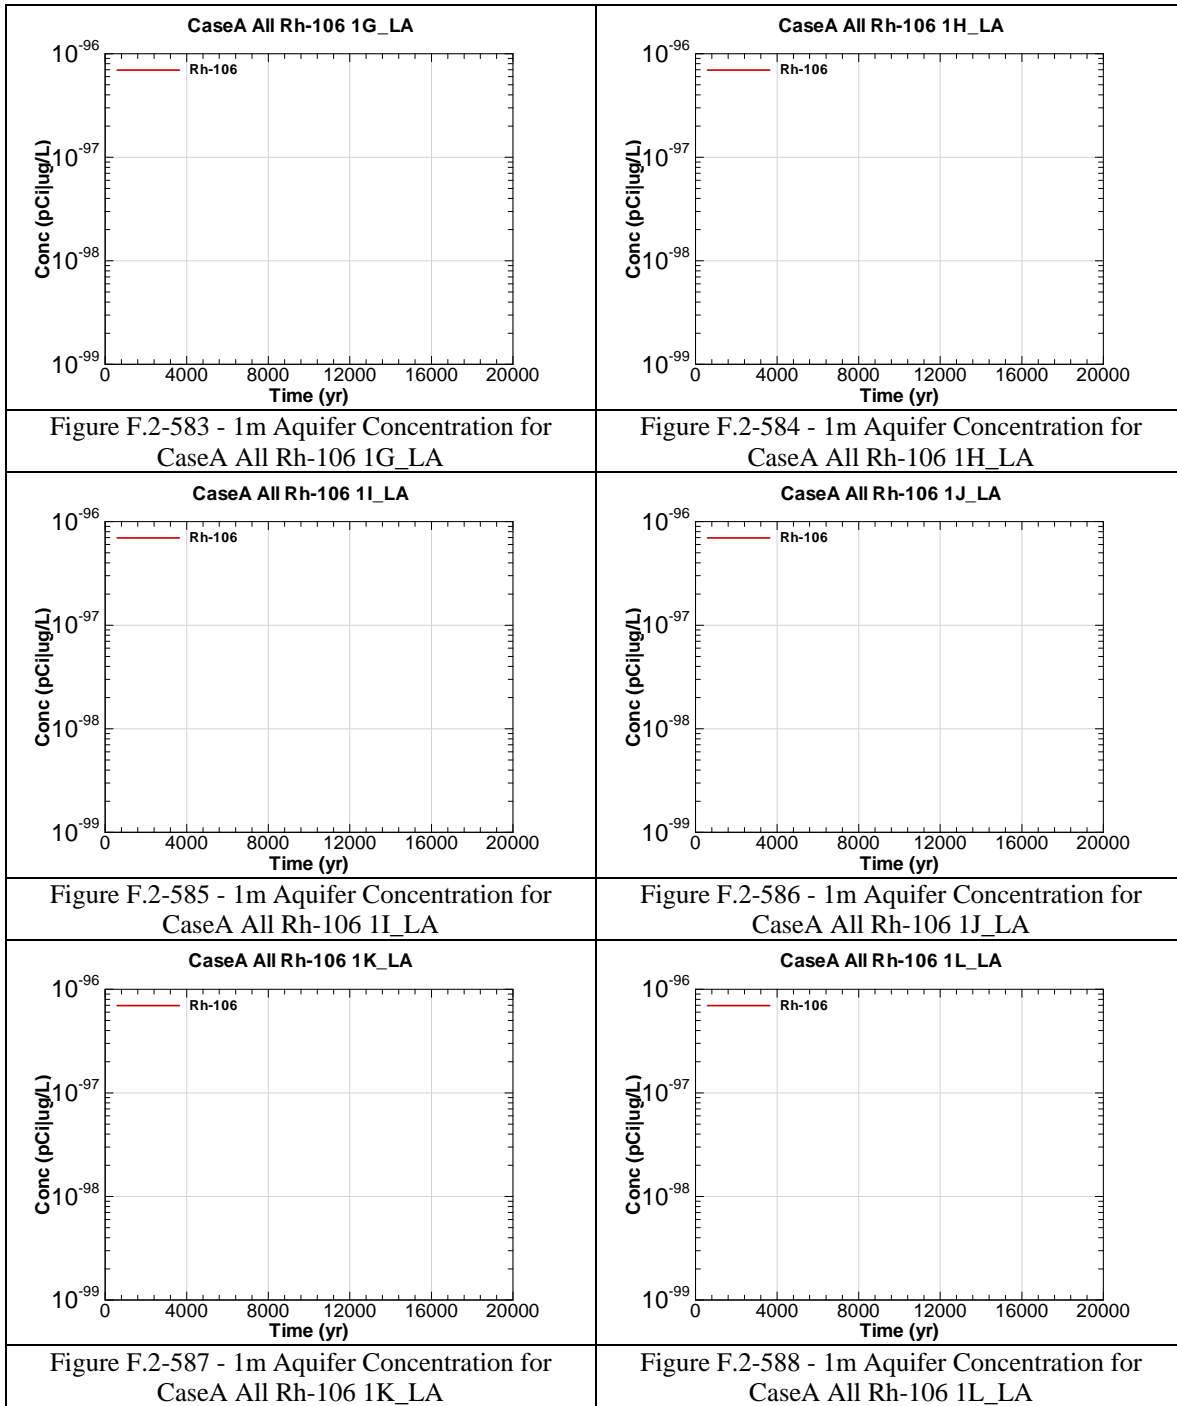 CaseA All Rh-106 1G_LA
10-96
Rh-106
10-97
Conc (pCi|ug/L)
10-98
10-99
0 4000 8000 12000 16000 20000
Time (yr)
Figure F.2-583 - 1m Aquifer Concentration for
CaseA All Rh-106 1G_LA
CaseA All Rh-106 1H_LA
10-96
Rh-106
10-97
Conc (pCi|ug/L)
10-98
10-99
0 4000 8000 12000 16000 20000
Time (yr)
Figure F.2-584 - 1m Aquifer Concentration for
CaseA All Rh-106 1H_LA
CaseA All Rh-106 1I_LA
10-96
Rh-106
10-97
Conc (pCi|ug/L)
10-98
10-99
0 4000 8000 12000 16000 20000
Time (yr)
Figure F.2-585 - 1m Aquifer Concentration for
CaseA All Rh-106 1I_LA
CaseA All Rh-106 1J_LA
10-96
Rh-106
10-97
Conc (pCi|ug/L)
10-98
10-99
0 4000 8000 12000 16000 20000
Time (yr)
Figure F.2-586 - 1m Aquifer Concentration for
CaseA All Rh-106 1J_LA
CaseA All Rh-106 1K_LA
10-96
Rh-106
10-97
Conc (pCi|ug/L)
10-98
10-99
0 4000 8000 12000 16000 20000
Time (yr)
Figure F.2-587 - 1m Aquifer Concentration for
CaseA All Rh-106 1K_LA
CaseA All Rh-106 1L_LA
10-96
Rh-106
10-97
Conc (pCi|ug/L)
10-98
10-99
0 4000 8000 12000 16000 20000
Time (yr)
Figure F.2-588 - 1m Aquifer Concentration for
CaseA All Rh-106 1L_LA